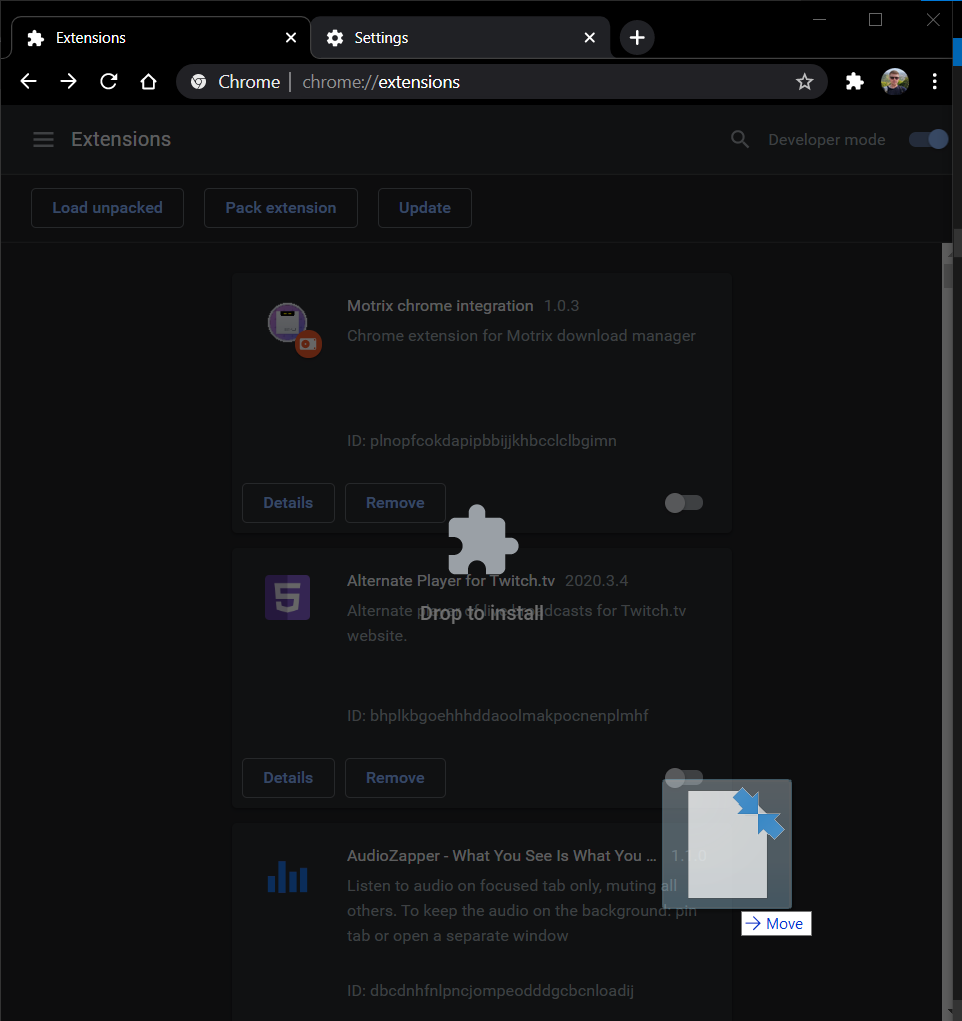 Extensions
Settings
Chrome | chrome://extensions
Extensions
Developer mode
Load unpacked
Pack extension
Update
Motrix chrome integration 1.0.3
Chrome extension for Motrix download manager
ID: plnopfcokdapipbbijjkhbcclclbgimn
Details
Remove
Alternate Player for Twitch.tv 2020.3.4
Alternate player of live broadcasts for Twitch.tv
website.
Drop to install
ID: bhplkbgoehhhddaoolmakpocnenplmhf
Details
Remove
AudioZapper - What You See Is What You ... 1.1.0
Listen to audio on focused tab only, muting all
others. To keep the audio on the background: pin
tab or open a separate window
Move
ID: dbcdnhfnlpncjompeodddgcbcnloadij